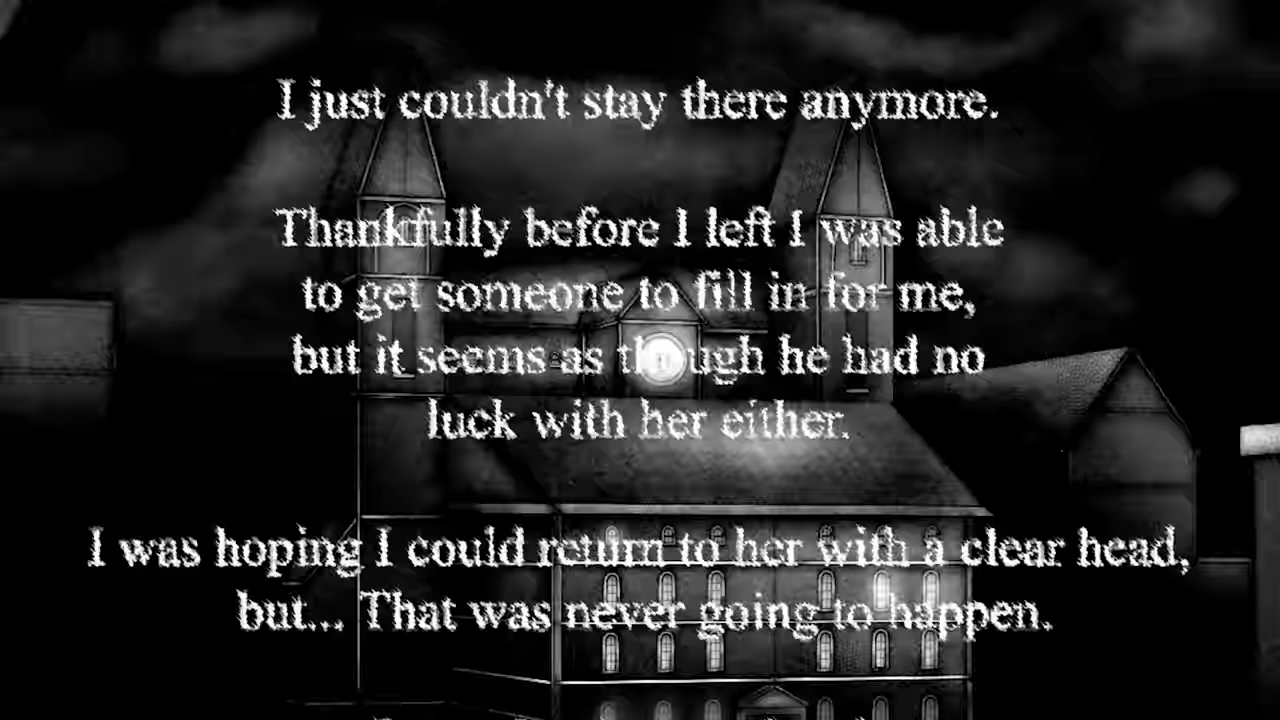 I just couldn't stay there anymore.
Thankfully before I left I was able
to get someone to fill in for me,
but it seems as though he had no
luck with her either.
I was hoping I could return to her with a clear head,
but... That was never going to happen.